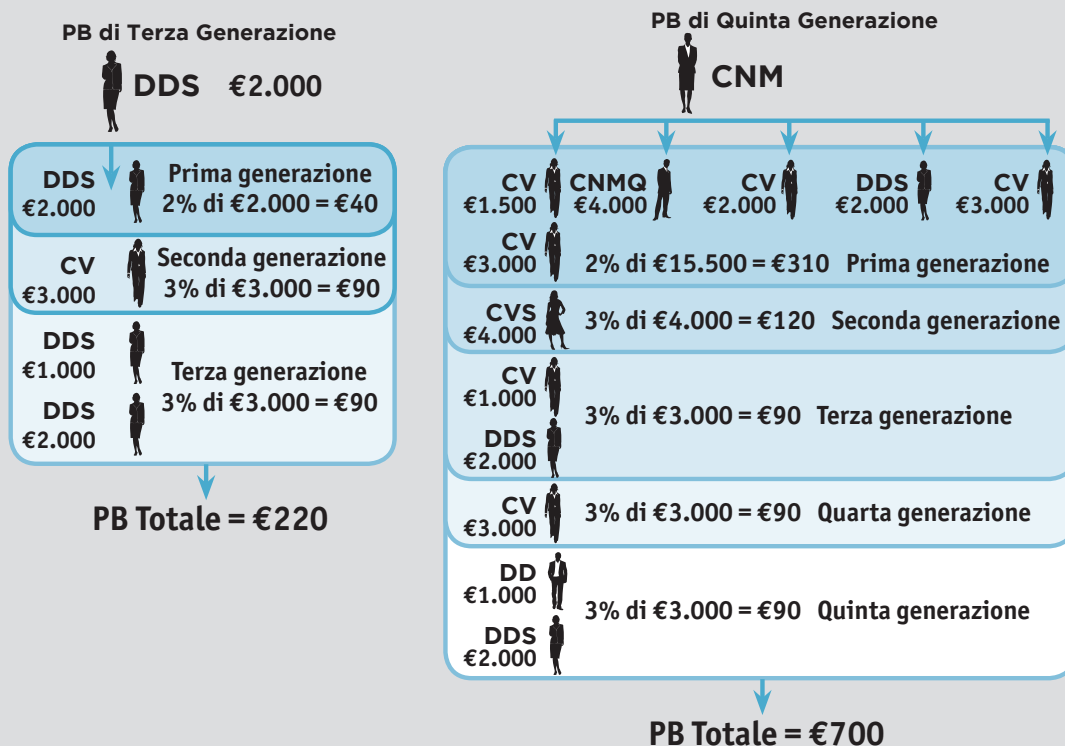 PB di Terza Generazione
DDS €2.000
DDS
€2.000
Prima generazione
2% di €2.000 = €40
CV
€3.000
Seconda generazione
3% di €3.000 = €90
DDS
€1.000
DDS
€2.000
Terza generazione
3% di €3.000 = €90
PB Totale = €220
PB di Quinta Generazione
CNM
CV
€1.500
CNMQ
€4.000
CV
€2.000
DDS
€2.000
CV
€3.000
CV
€3.000
2% di €15.500 = €310 Prima generazione
CVS
€4.000
3% di €4.000 = €120 Seconda generazione
CV
€1.000
DDS
€2.000
3% di €3.000 = €90 Terza generazione
CV
€3.000
3% di €3.000 = €90 Quarta generazione
DD
€1.000
DDS
€2.000
3% di €3.000 = €90 Quinta generazione
PB Totale = €700